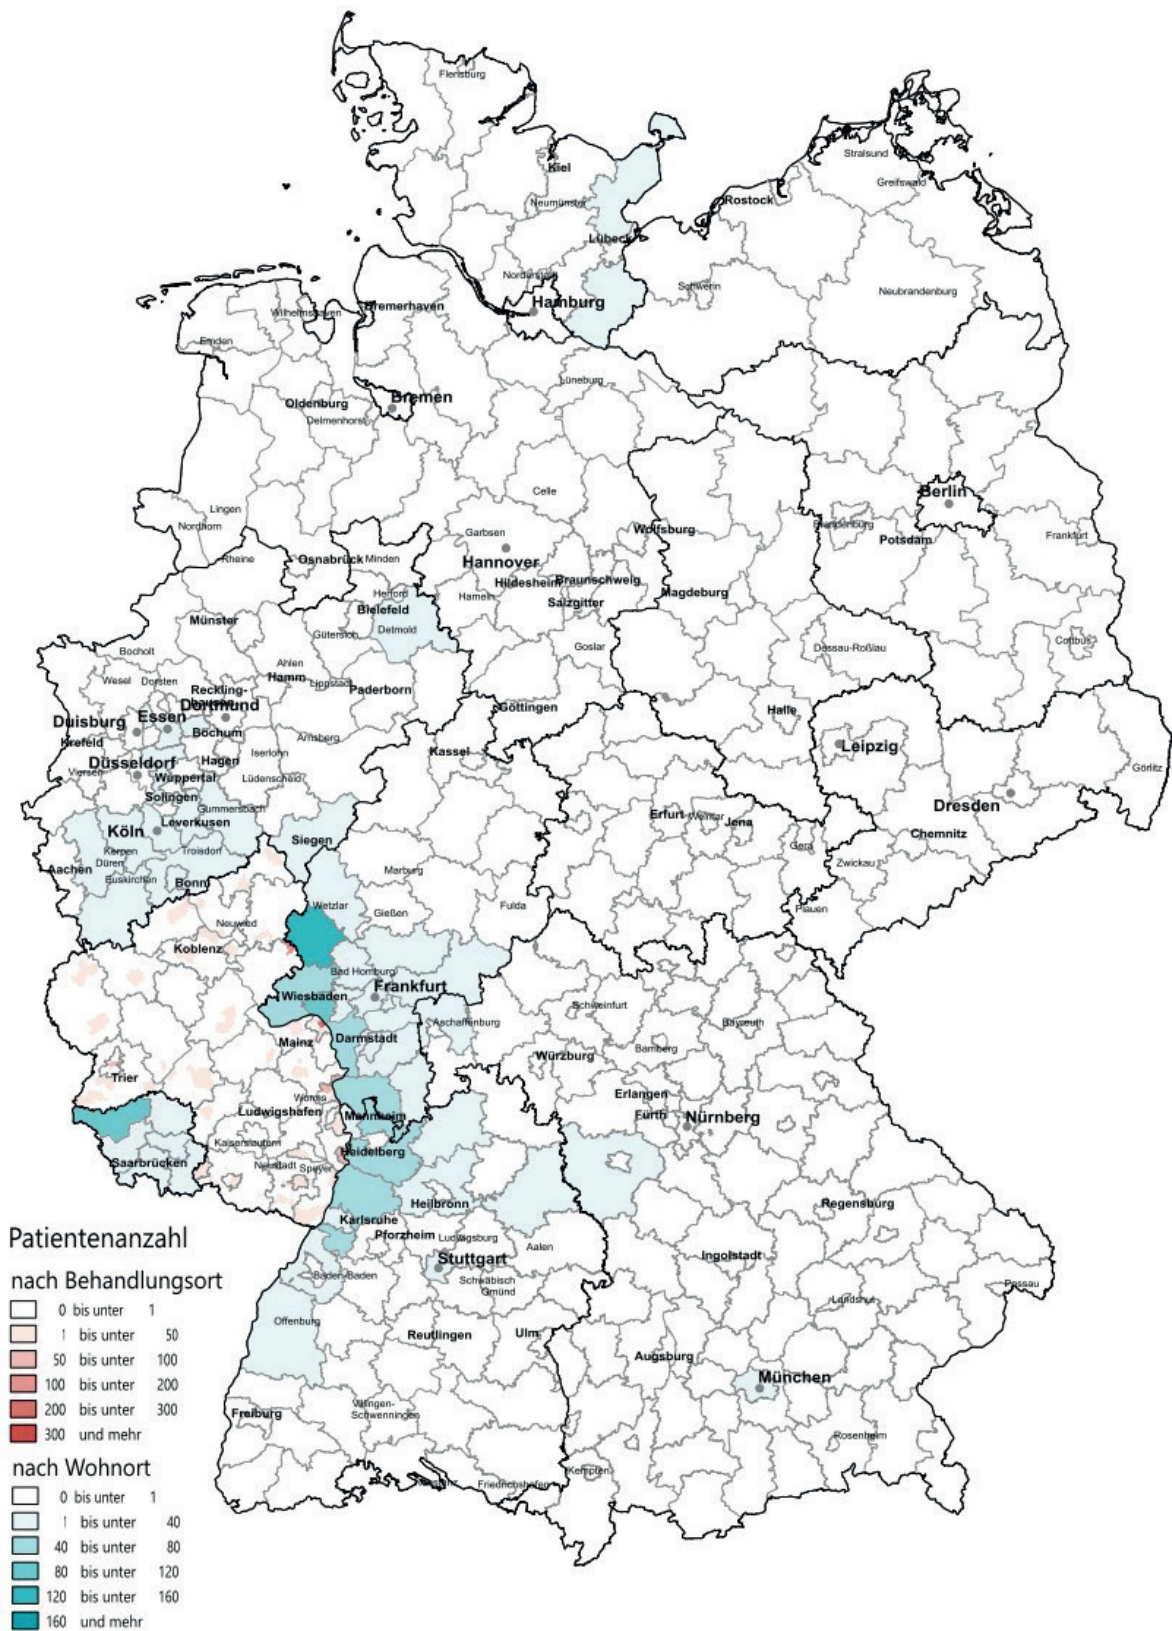 Flensburg
Stralsund
Greifswald
Kiel
Rostock
Neumünster
Lübeck
Norderstedt
Schwerin
Neubrandenburg
Hamburg
Bremerhaven
Wilhelmshaven
Emden
Lüneburg
Bremen
Oldenburg
Delmenhorst
Celle
Berlin
Lingen
Nordhorn
Garbsen
Wolfsburg
Brandenburg
Potsdam
Frankfurt
Rheine
Osnabrück
Minden
Hannover
Hildesheim
Braunschweig
Herford
Hameln
Salzgitter
Magdeburg
Bielefeld
Münster
Gütersloh
Detmold
Goslar
Dessau-Roßlau
Cottbus
Bocholt
Ahlen
Hamm
Lippstadt
Paderborn
Wesel
Dorsten
Reckling-
hausen
Dortmund
Göttingen
Halle
Duisburg
Essen
Bochum
Krefeld
Arnsberg
Kassel
Leipzig
Iserlohn
Hagen
Düsseldorf
Viersen
Wuppertal
Lüdenscheid
Görlitz
Solingen
Gummersbach
Dresden
Leverkusen
Köln
Erfurt
Weimar
Jena
Chemnitz
Siegen
Gera
Kerpen
Troisdorf
Düren
Aachen
Euskirchen
Bonn
Marburg
Zwickau
Wetzlar
Gießen
Fulda
Plauen
Neuwied
Koblenz
Bad Homburg
Frankfurt
Wiesbaden
Schweinfurt
Aschaffenburg
Bayreuth
Mainz
Darmstadt
Bamberg
Würzburg
Trier
Worms
Erlangen
Ludwigshafen
Mannheim
Fürth
Nürnberg
Kaiserslautern
Heidelberg
Saarbrücken
Neustadt
Speyer
Heilbronn
Regensburg
Karlsruhe
Pforzheim
Ludwigsburg
Aalen
Stuttgart
Ingolstadt
Baden-Baden
Schwäbisch
Gmünd
Passau
Landshut
Offenburg
Reutlingen
Ulm
Augsburg
München
Freiburg
Villingen-
Schwenningen
Rosenheim
Kempten
Friedrichshafen
Patientenanzahl
nach Behandlungsort
0 bis unter 1
1 bis unter 50
50 bis unter 100
100 bis unter 200
200 bis unter 300
300 und mehr
nach Wohnort
0 bis unter 1
1 bis unter 40
40 bis unter 80
80 bis unter 120
120 bis unter 160
160 und mehr